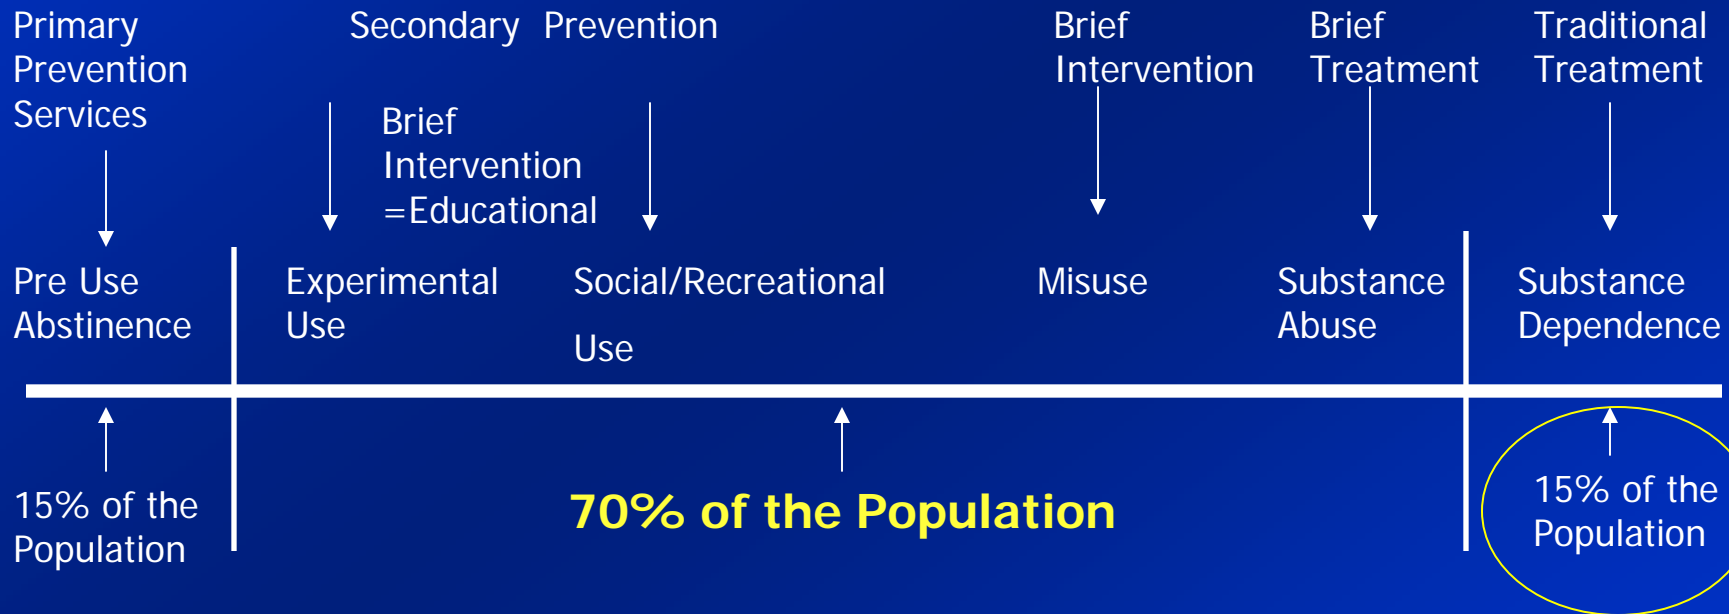 Primary
Prevention
Services
Secondary Prevention
Brief
Intervention
=Educational
Brief
Intervention
Brief
Treatment
Traditional
Treatment
Pre Use
Abstinence
Experimental
Use
Social/Recreational
Use
Misuse
Substance
Abuse
Substance
Dependence
15% of the
Population
70% of the Population
15% of the
Population